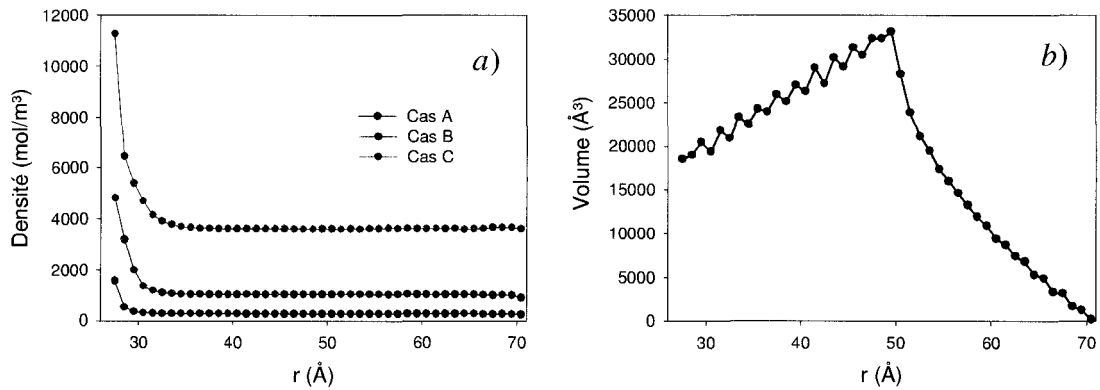 12000
10000
8000
6000
4000
2000
0
Densité (mol/m³)
a)
Cas A
Cas B
Cas C
30 40 50 60 70
r (Å)
35000
30000
25000
20000
15000
10000
5000
0
Volume (Å³)
b)
30 40 50 60 70
r (Å)